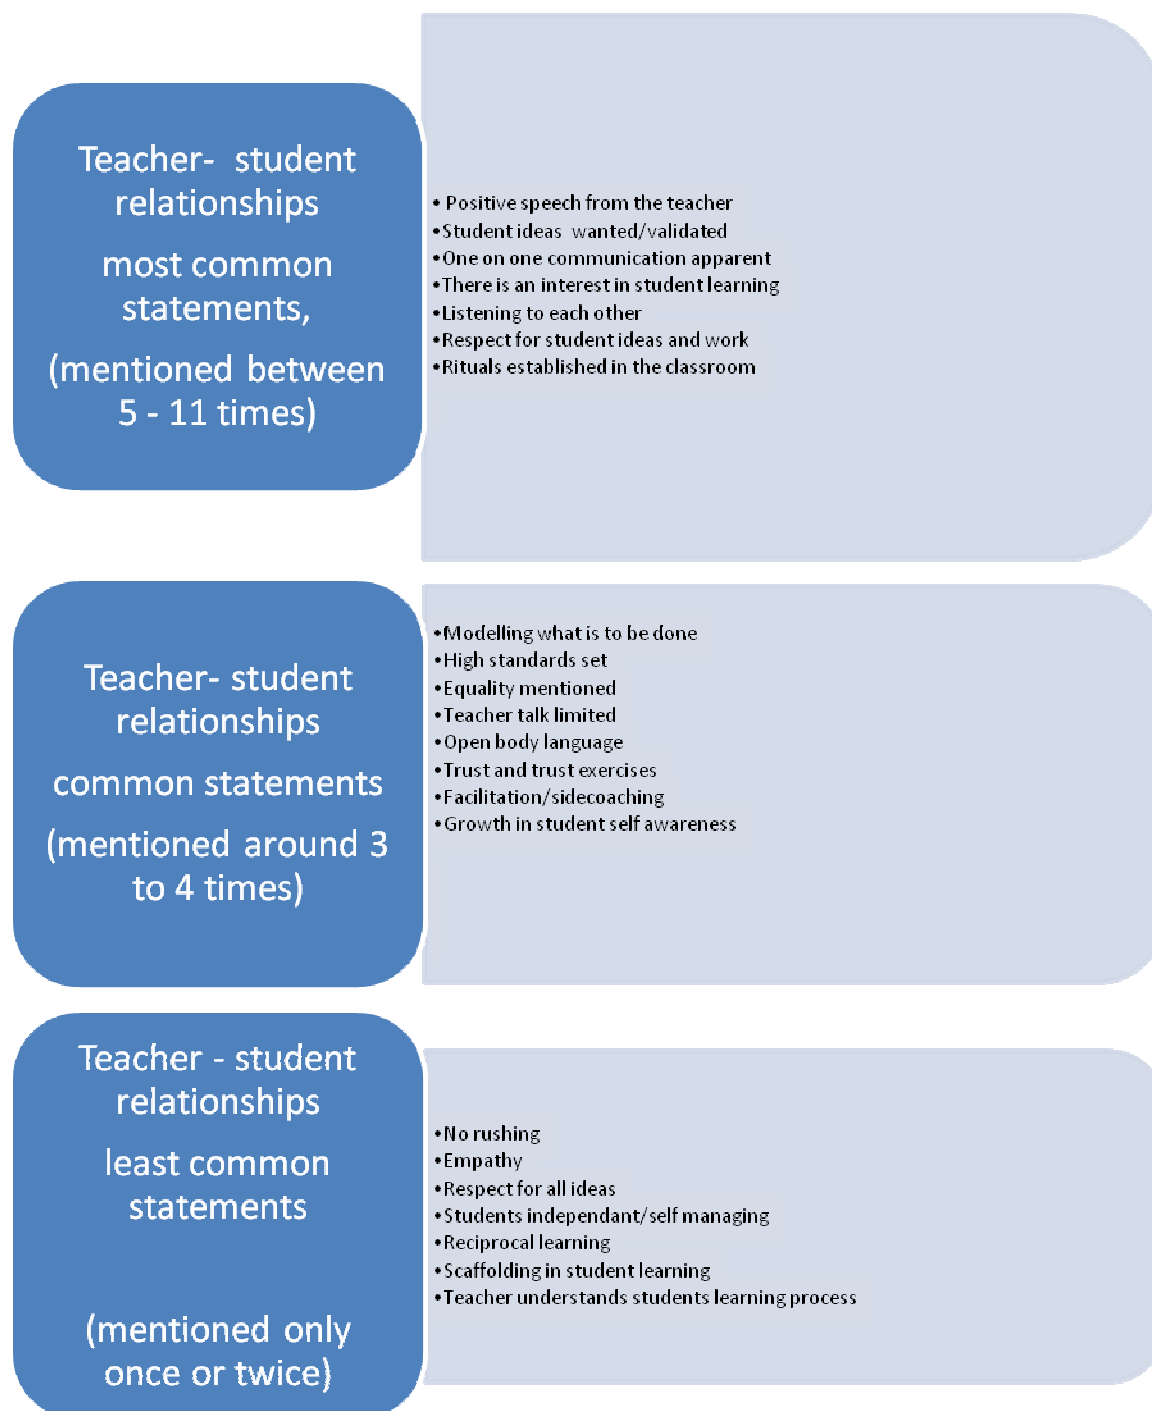 Teacher- student
relationships
most common
statements,
(mentioned between
5 - 11 times)
• Positive speech from the teacher
•Student ideas wanted/validated
•One on one communication apparent
•There is an interest in student learning
•Listening to each other
•Respect for student ideas and work
•Rituals established in the classroom
Teacher- student
relationships
common statements
(mentioned around 3
to 4 times)
•Modelling what is to be done
•High standards set
•Equality mentioned
•Teacher talk limited
•Open body language
•Trust and trust exercises
•Facilitation/sidecoaching
•Growth in student self awareness
Teacher - student
relationships
least common
statements
(mentioned only
once or twice)
•No rushing
•Empathy
•Respect for all ideas
•Students independant/self managing
•Reciprocal learning
•Scaffolding in student learning
•Teacher understands students learning process